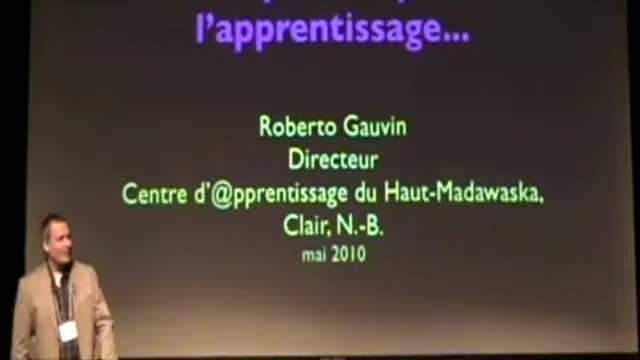 l'apprentissage...
Roberto Gauvin
Directeur
Centre d'@pprentissage du Haut-Madawaska,
Clair, N.-B.
mai 2010